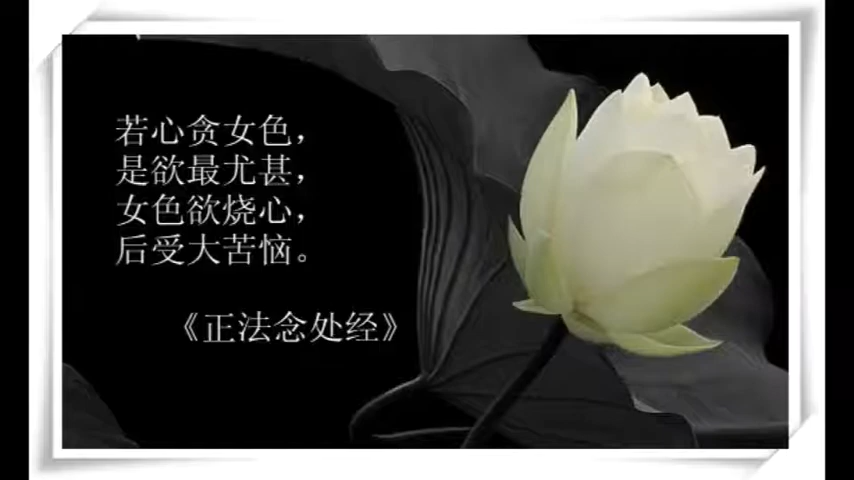 若心贪女色，
是欲最尤甚，
女色欲烧心，
后受大苦恼。
《正法念处经》